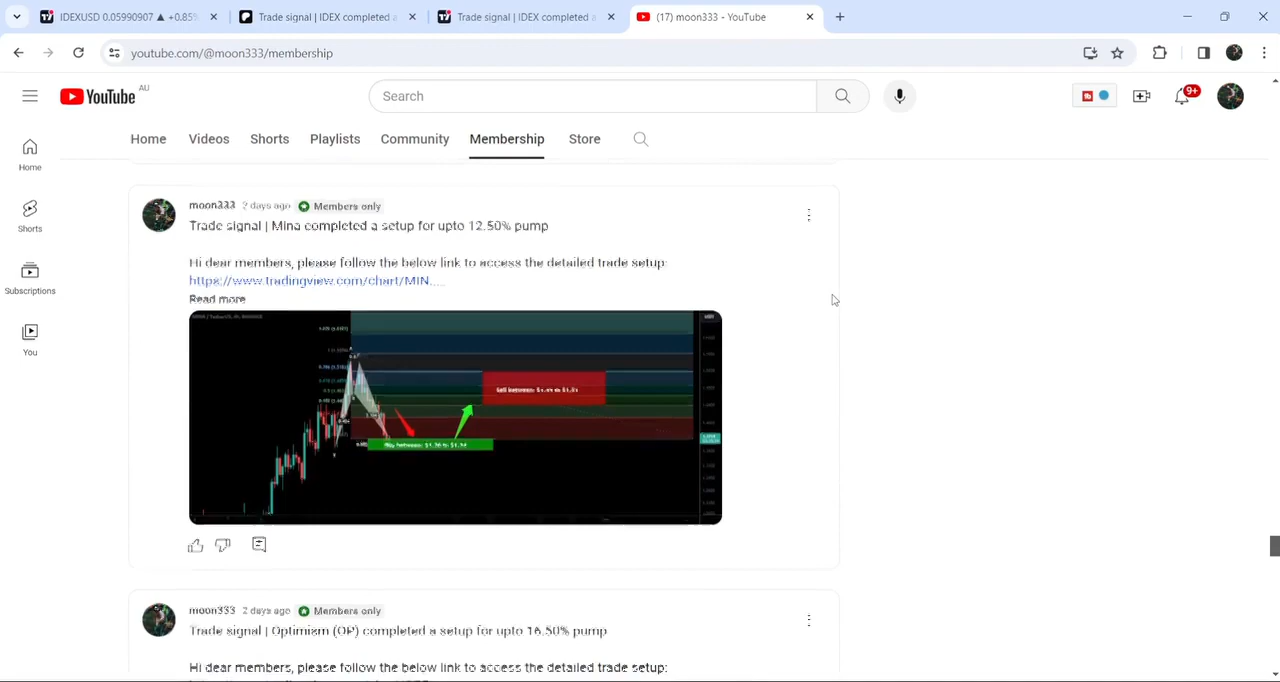 IDEXUSD 0.05990907 ▲ +0.85%
Trade signal | IDEX completed a
Trade signal | IDEX completed a
(17) moon333 - YouTube
youtube.com/@moon333/membership
YouTube AU
Search
9+
Home Videos Shorts Playlists Community Membership Store
Home
Shorts
Subscriptions
You
moon333 2 days ago Members only
Trade signal | Mina completed a setup for upto 12.50% pump
Hi dear members, please follow the below link to access the detailed trade setup:
https://www.tradingview.com/chart/MIN.....
Read more
moon333 2 days ago Members only
Trade signal | Optimism (OP) completed a setup for upto 16.50% pump
Hi dear members, please follow the below link to access the detailed trade setup: